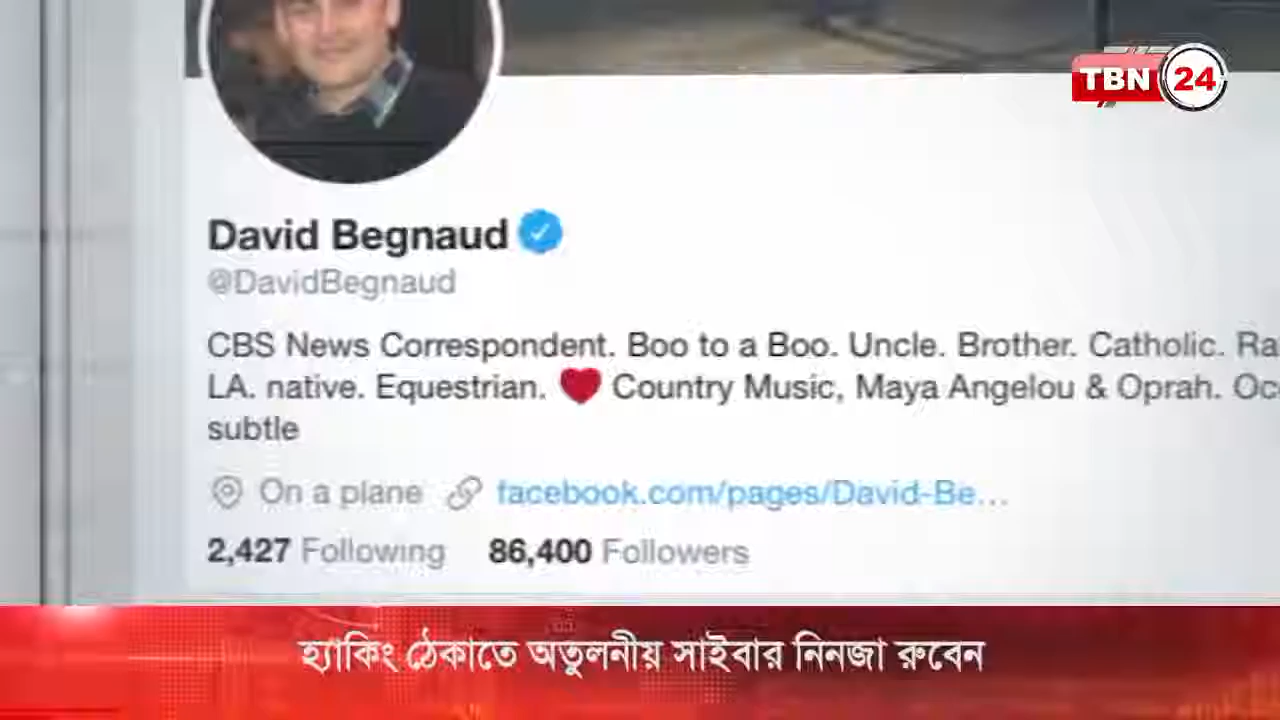 TBN 24
David Begnaud
@DavidBegnaud
CBS News Correspondent. Boo to a Boo. Uncle. Brother. Catholic.
LA. native. Equestrian. ❤️ Country Music, Maya Angelou & Oprah.
subtle
On a plane facebook.com/pages/David-Be...
2,427 Following 86,400 Followers
হ্যাকিং ঠেকাতে অতুলনীয় সাইবার নিনজা রুবেন